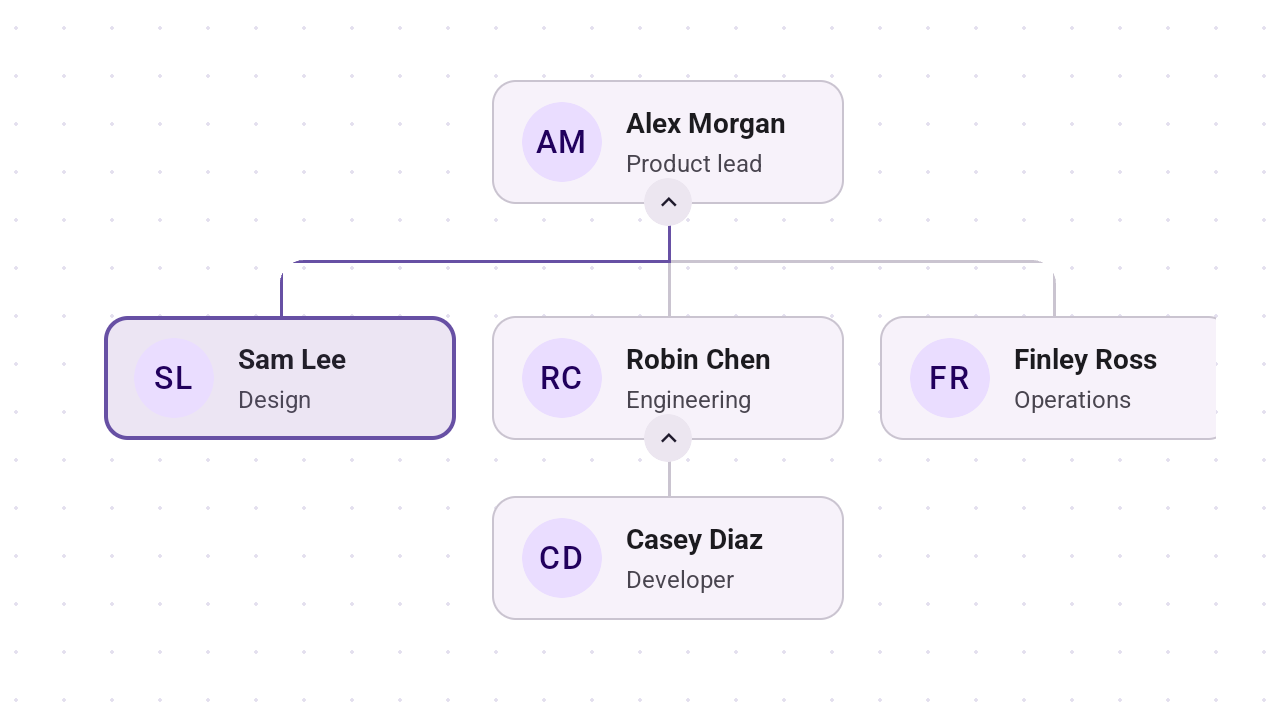 AM
Alex Morgan
Product lead
SL
Sam Lee
Design
RC
Robin Chen
Engineering
FR
Finley Ross
Operations
CD
Casey Diaz
Developer